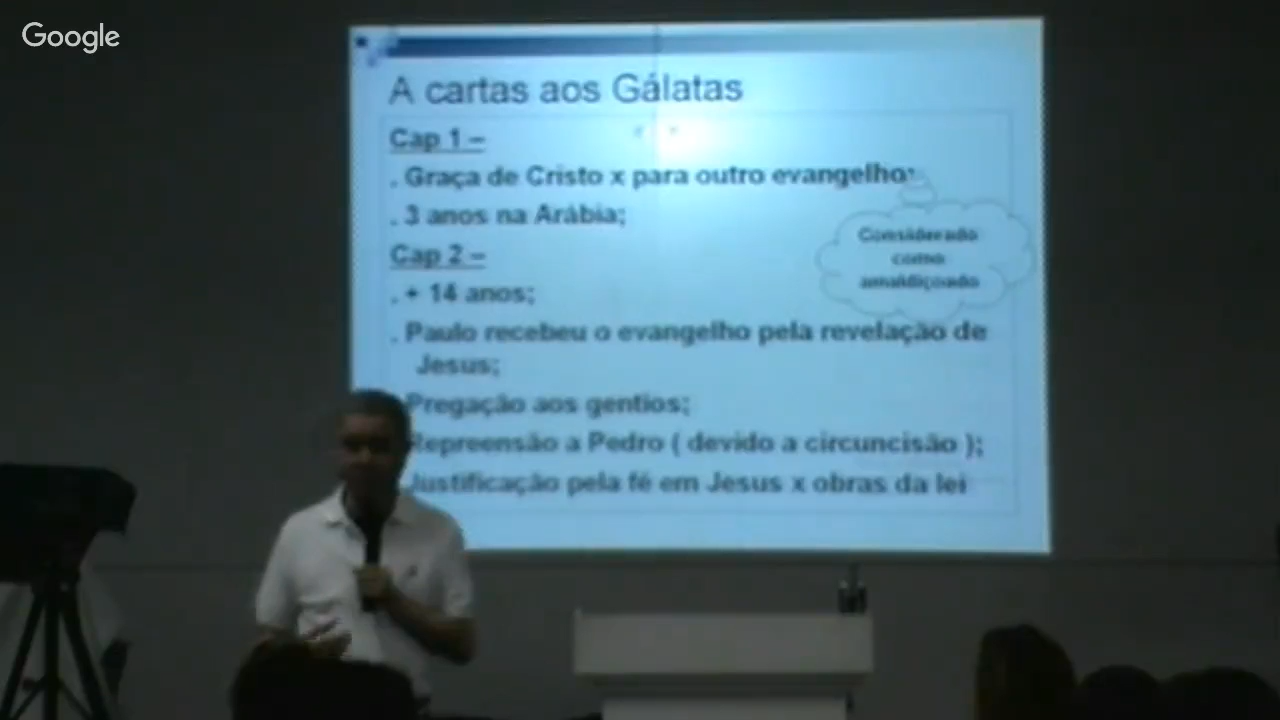 Google
A cartas aos Gálatas
Cap 1 –
. Graça de Cristo x para outro evangelho;
. 3 anos na Arábia;
Considerado
como
amaldiçoado
Cap 2 –
. + 14 anos;
. Paulo recebeu o evangelho pela revelação de
Jesus;
Pregação aos gentios;
Repreensão a Pedro ( devido a circuncisão );
Justificação pela fé em Jesus x obras da lei